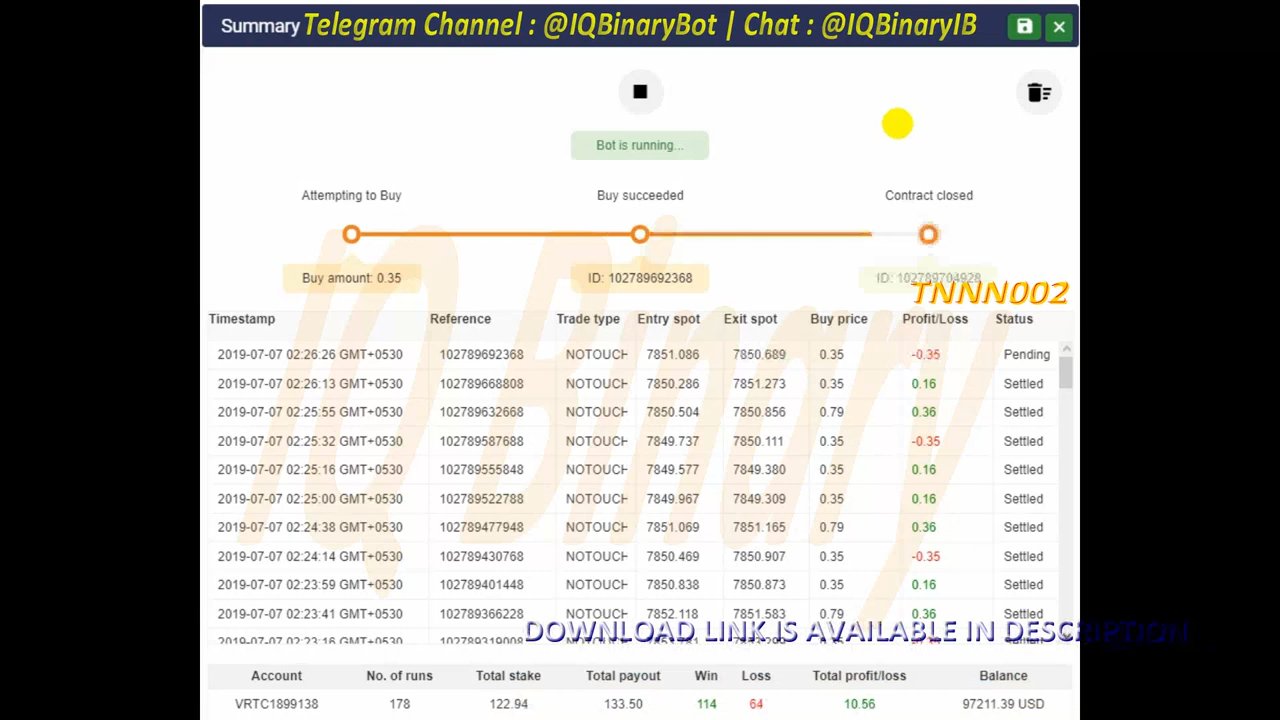 Summary Telegram Channel : @IQBinaryBot | Chat : @IQBinaryIB
Bot is running...
Attempting to Buy Buy succeeded Contract closed
Buy amount: 0.35 ID: 102789692368 ID: 102789704928
TNNN002
Timestamp Reference Trade type Entry spot Exit spot Buy price Profit/Loss Status
2019-07-07 02:26:26 GMT+0530 102789692368 NOTOUCH 7851.086 7850.689 0.35 -0.35 Pending
2019-07-07 02:26:13 GMT+0530 102789668808 NOTOUCH 7850.286 7851.273 0.35 0.16 Settled
2019-07-07 02:25:55 GMT+0530 102789632668 NOTOUCH 7850.504 7850.856 0.79 0.36 Settled
2019-07-07 02:25:32 GMT+0530 102789587688 NOTOUCH 7849.737 7850.111 0.35 -0.35 Settled
2019-07-07 02:25:16 GMT+0530 102789555848 NOTOUCH 7849.577 7849.380 0.35 0.16 Settled
2019-07-07 02:25:00 GMT+0530 102789522788 NOTOUCH 7849.967 7849.309 0.35 0.16 Settled
2019-07-07 02:24:38 GMT+0530 102789477948 NOTOUCH 7851.069 7851.165 0.79 0.36 Settled
2019-07-07 02:24:14 GMT+0530 102789430768 NOTOUCH 7850.469 7850.907 0.35 -0.35 Settled
2019-07-07 02:23:59 GMT+0530 102789401448 NOTOUCH 7850.838 7850.873 0.35 0.16 Settled
2019-07-07 02:23:41 GMT+0530 102789366228 NOTOUCH 7852.118 7851.583 0.79 0.36 Settled
2019-07-07 02:23:16 GMT+0530 102789319008
DOWNLOAD LINK IS AVAILABLE IN DESCRIPTION
IQ Binary
Account No. of runs Total stake Total payout Win Loss Total profit/loss Balance
VRTC1899138 178 122.94 133.50 114 64 10.56 97211.39 USD